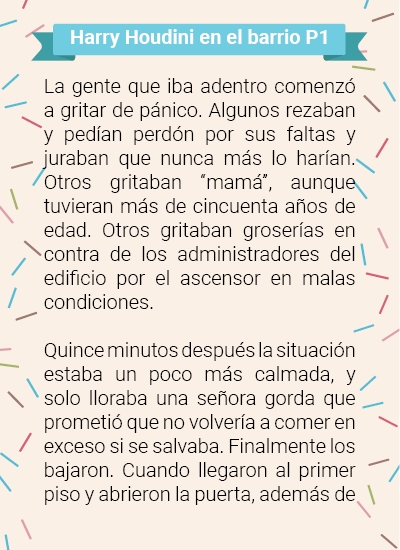 Harry Houdini en el barrio P1
La gente que iba adentro comenzó
a gritar de pánico. Algunos rezaban
y pedían perdón por sus faltas y
juraban que nunca más lo harían.
Otros gritaban “mamá”, aunque
tuvieran más de cincuenta años de
edad. Otros gritaban groserías en
contra de los administradores del
edificio por el ascensor en malas
condiciones.
Quince minutos después la situación
estaba un poco más calmada, y
solo lloraba una señora gorda que
prometió que no volvería a comer en
exceso si se salvaba. Finalmente los
bajaron. Cuando llegaron al primer
piso y abrieron la puerta, además de